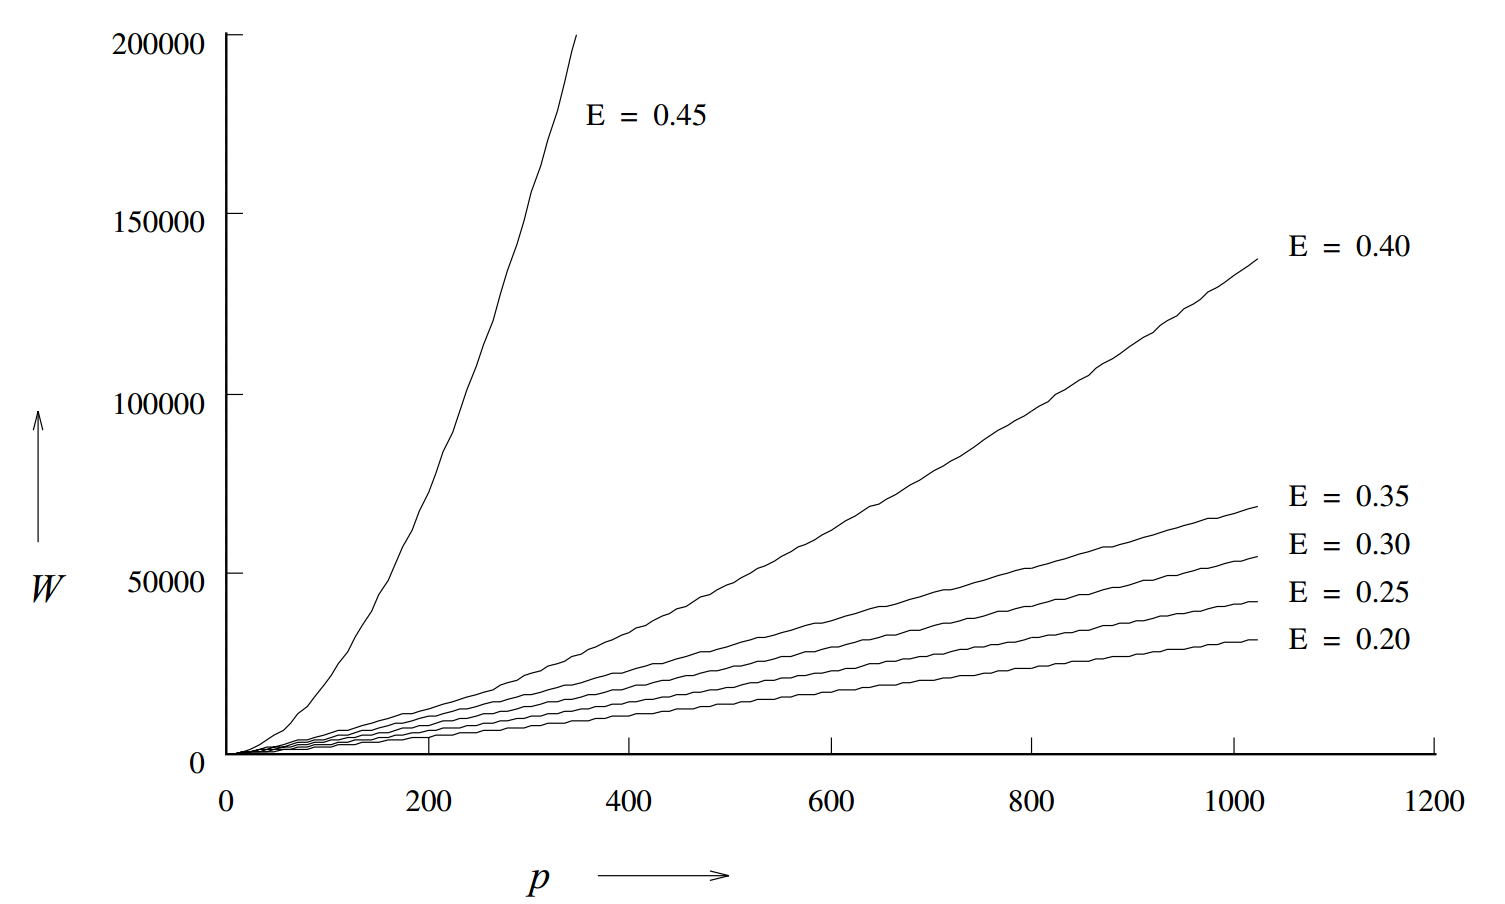 200000
E = 0.45
150000
E = 0.40
100000
E = 0.35
E = 0.30
50000
W
E = 0.25
E = 0.20
0
0 200 400 600 800 1000 1200
p